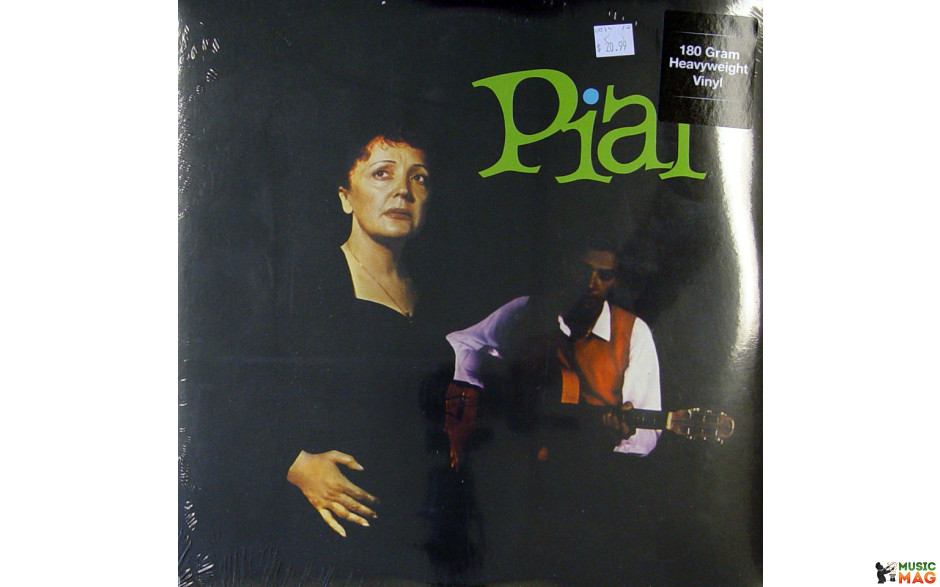 $ 20.99
180 Gram
Heavyweight
Vinyl
Piaf
MUSIC
MAG